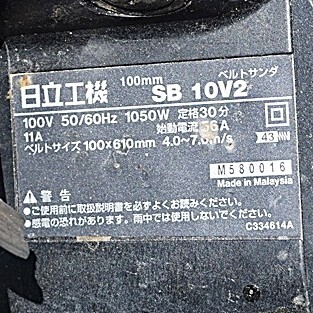 100mm ベルトサンダ
日立工機 SB 10V2
100V 50/60Hz 1050W 定格30分
11A 始動電流56A
ベルトサイズ 100×610mm 4.0~7.0m/s 43NN
M580016
Made in Malaysia
⚠ 警告
●ご使用前に取扱説明書を必ずよくお読みください。
●感電の恐れがあります。雨中では使用しないでください。
C334614A